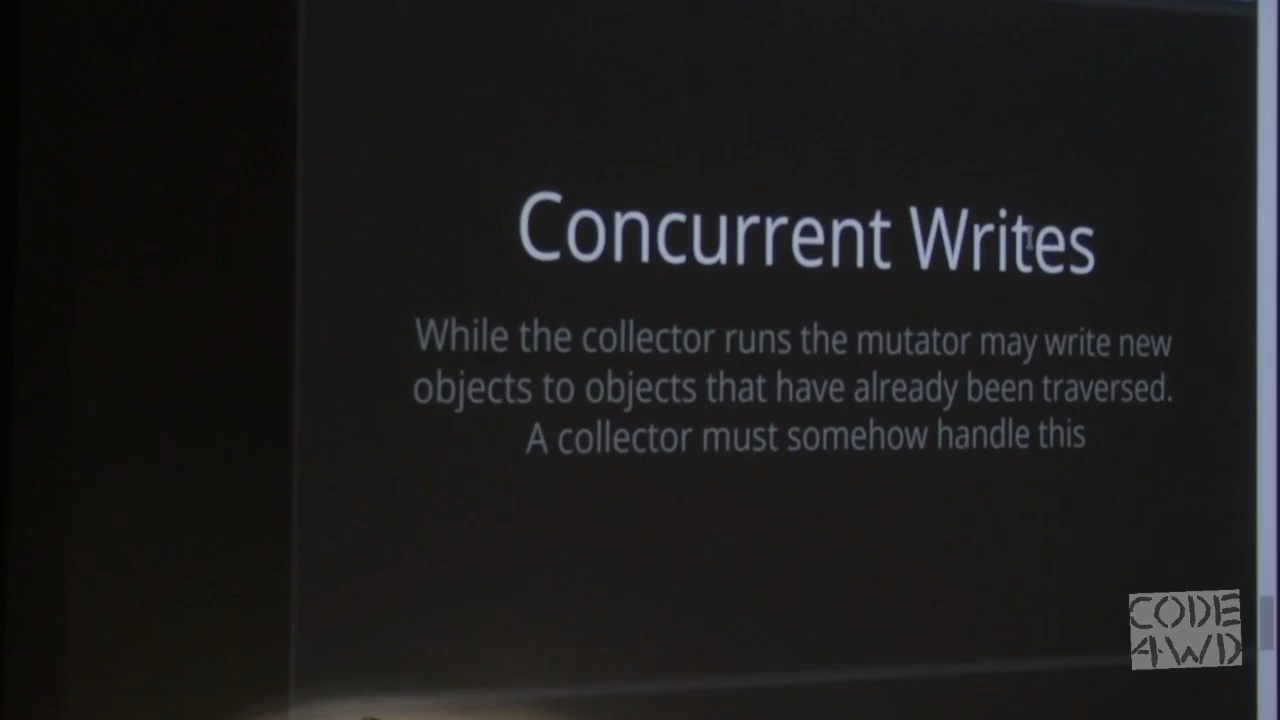 Concurrent Writes
While the collector runs the mutator may write new
objects to objects that have already been traversed.
A collector must somehow handle this
CODE
4WD